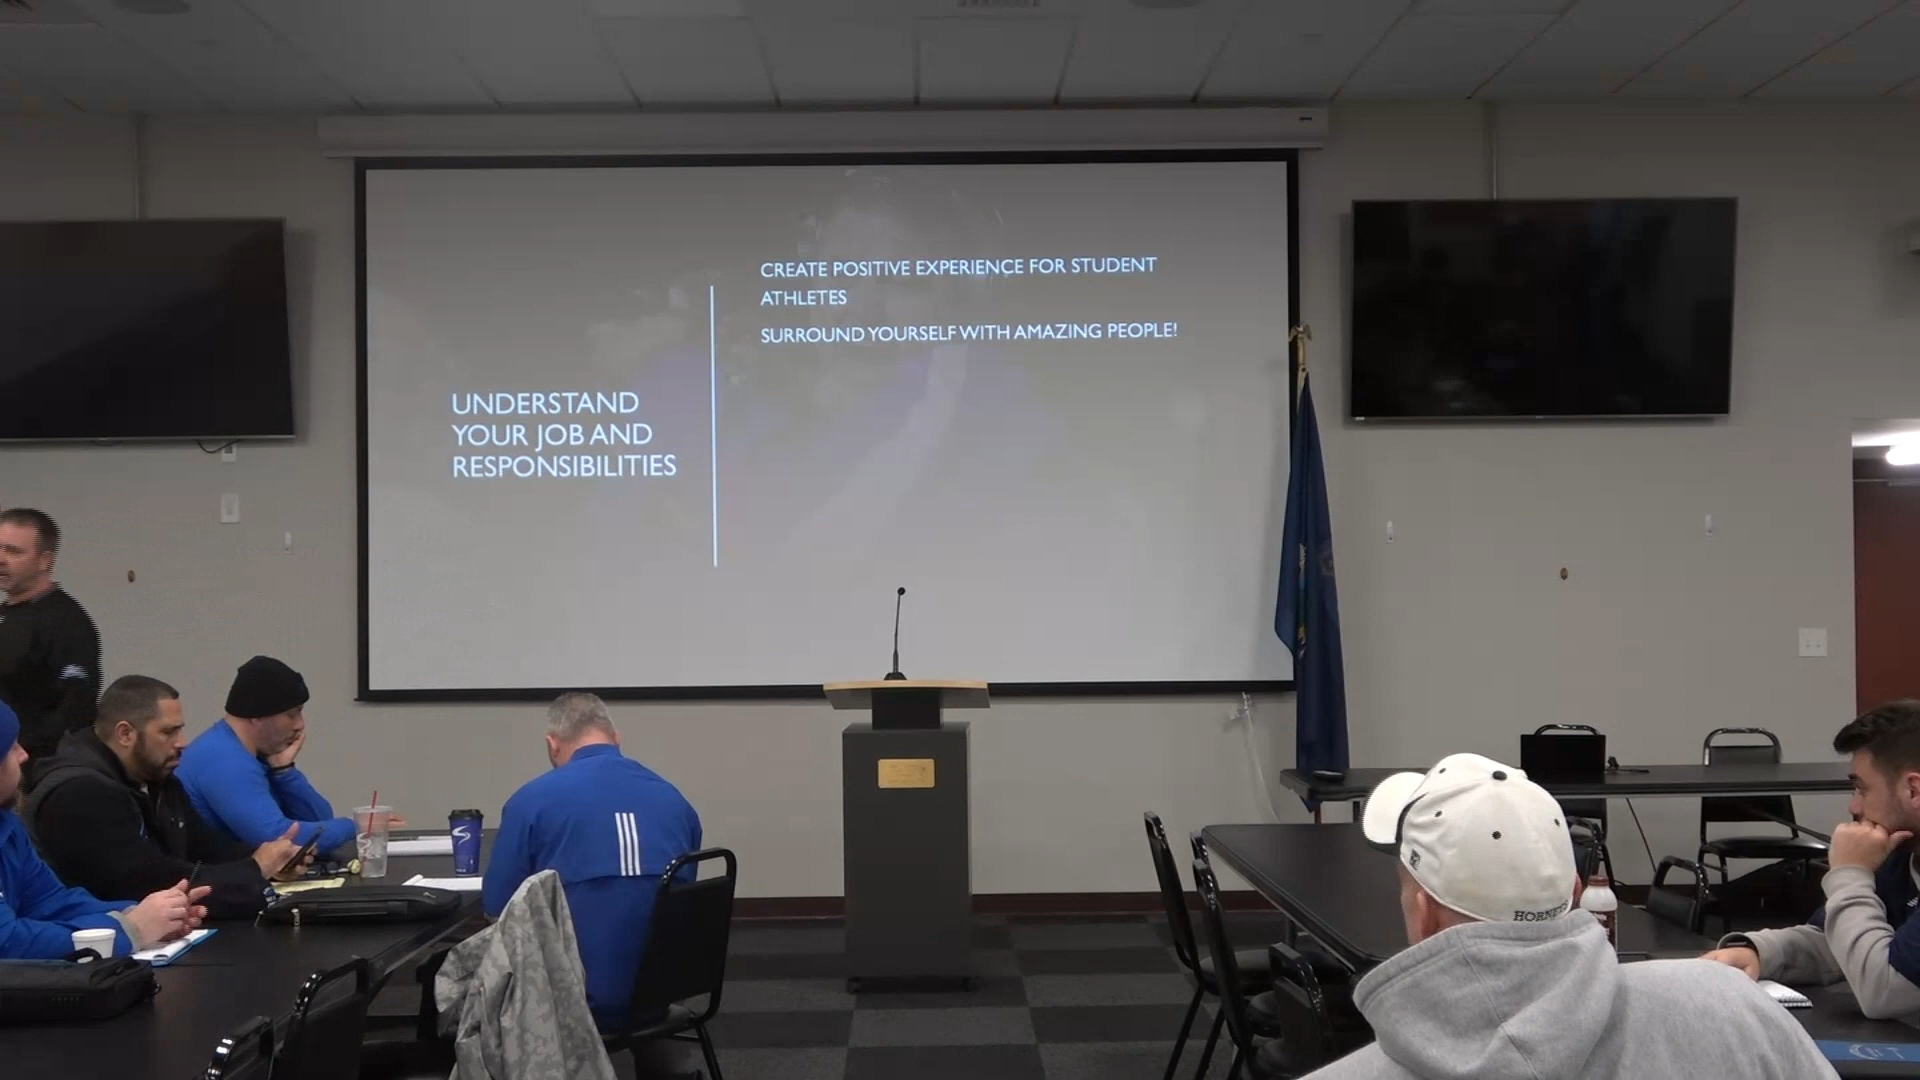 CREATE POSITIVE EXPERIENCE FOR STUDENT
ATHLETES
SURROUND YOURSELF WITH AMAZING PEOPLE!
UNDERSTAND
YOUR JOB AND
RESPONSIBILITIES
HORNETS